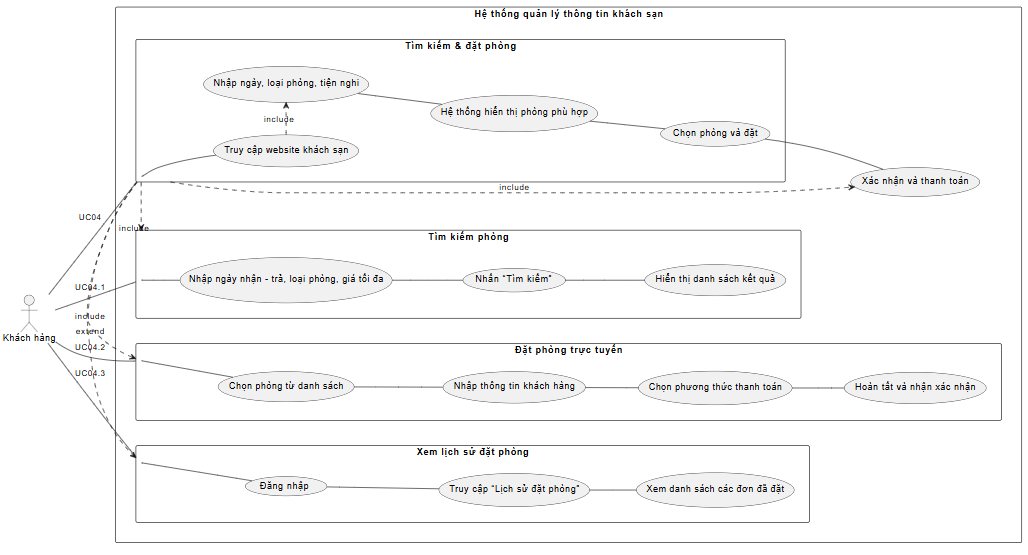 Hệ thống quản lý thông tin khách sạn
Tìm kiếm & đặt phòng
Nhập ngày, loại phòng, tiện nghi
Hệ thống hiển thị phòng phù hợp
include
Chọn phòng và đặt
Truy cập website khách sạn
Xác nhận và thanh toán
include
UC04
include
Tìm kiếm phòng
Nhập ngày nhận - trả, loại phòng, giá tối đa
Nhấn "Tìm kiếm"
Hiển thị danh sách kết quả
UC04.1
include
extend
Khách hàng
UC04.2
Đặt phòng trực tuyến
UC04.3
Chọn phòng từ danh sách
Nhập thông tin khách hàng
Chọn phương thức thanh toán
Hoàn tất và nhận xác nhận
Xem lịch sử đặt phòng
Đăng nhập
Truy cập "Lịch sử đặt phòng"
Xem danh sách các đơn đã đặt